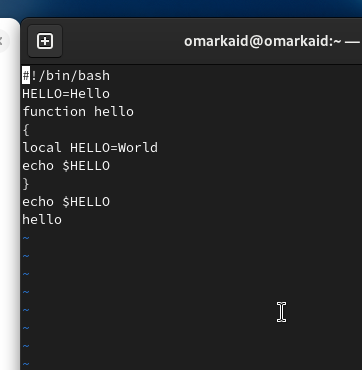 omarkaid@omarkaid:~ —
#!/bin/bash
HELLO=Hello
function hello
{
local HELLO=World
echo $HELLO
}
echo $HELLO
hello
~
~
~
~
~
~
~
~